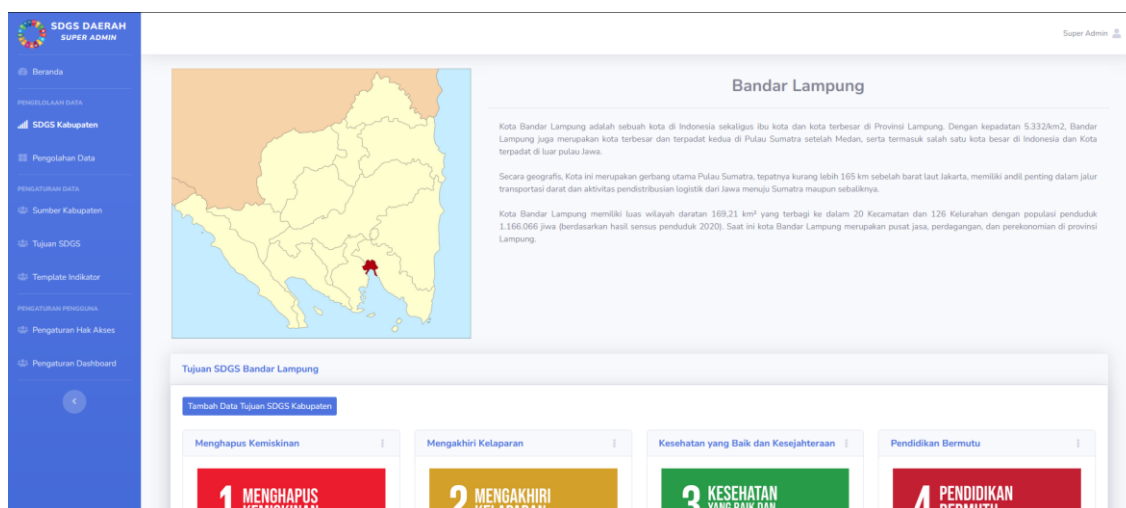 SDGS DAERAH
SUPER ADMIN
Super Admin
Beranda
PENGELOLAAN DATA
SDGS Kabupaten
Pengolahan Data
PENGATURAN DATA
Sumber Kabupaten
Tujuan SDGS
Template Indikator
PENGATURAN PENGGUNA
Pengaturan Hak Akses
Pengaturan Dashboard
Bandar Lampung
Kota Bandar Lampung adalah sebuah kota di Indonesia sekaligus ibu kota dan kota terbesar di Provinsi Lampung. Dengan kepadatan 5.332/km2, Bandar
Lampung juga merupakan kota terbesar dan terpadat kedua di Pulau Sumatra setelah Medan, serta termasuk salah satu kota besar di Indonesia dan Kota
terpadat di luar pulau Jawa.
Secara geografis, Kota ini merupakan gerbang utama Pulau Sumatra, tepatnya kurang lebih 165 km sebelah barat laut Jakarta, memiliki andil penting dalam jalur
transportasi darat dan aktivitas pendistribusian logistik dari Jawa menuju Sumatra maupun sebaliknya.
Kota Bandar Lampung memiliki luas wilayah daratan 169,21 km² yang terbagi ke dalam 20 Kecamatan dan 126 Kelurahan dengan populasi penduduk
1.166.066 jiwa (berdasarkan hasil sensus penduduk 2020). Saat ini kota Bandar Lampung merupakan pusat jasa, perdagangan, dan perekonomian di provinsi
Lampung.
Tujuan SDGS Bandar Lampung
Tambah Data Tujuan SDGS Kabupaten
Menghapus Kemiskinan
Mengakhiri Kelaparan
Kesehatan yang Baik dan Kesejahteraan
Pendidikan Bermutu
1 MENGHAPUS
KEMISKINAN
2 MENGAKHIRI
KELAPARAN
3 KESEHATAN
YANG BAIK DAN
4 PENDIDIKAN
BERMUTU